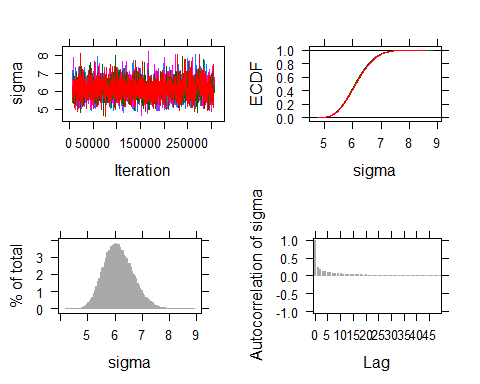 sigma
8
7
6
5
0 50000 150000 250000
Iteration
ECDF
1.0
0.8
0.6
0.4
0.2
0.0
5 6 7 8 9
sigma
% of total
3
2
1
0
5 6 7 8 9
sigma
Autocorrelation of sigma
1.0
0.5
0.0
-0.5
-1.0
0 5 1015202530354045
Lag